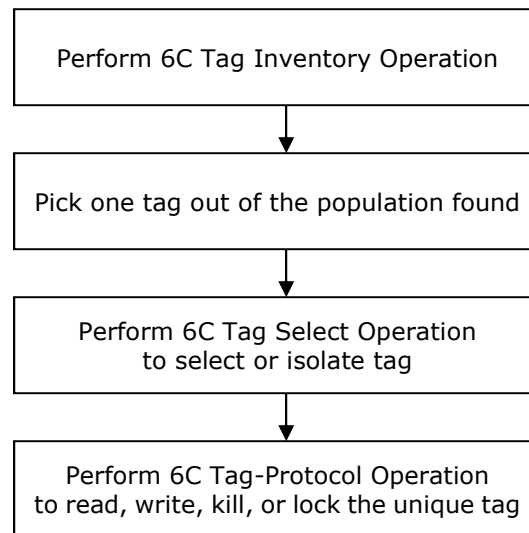 Perform 6C Tag Inventory Operation
Pick one tag out of the population found
Perform 6C Tag Select Operation
to select or isolate tag
Perform 6C Tag-Protocol Operation
to read, write, kill, or lock the unique tag